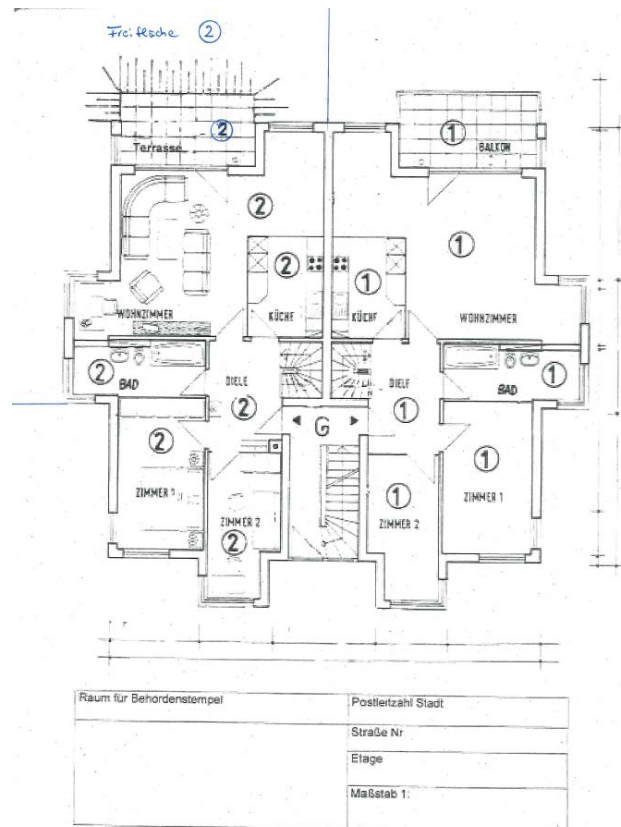 Freifläche ②
②
Terrasse
①
BALKON
②
①
②
KÜCHE
①
KÜCHE
WOHNZIMMER
WOHNZIMMER
②
BAD
DIELE
②
DIELE
①
BAD
①
G
②
ZIMMER 1
ZIMMER 2
②
①
ZIMMER 2
①
ZIMMER 1
Raum für Behördenstempel
Postleitzahl Stadt
Straße Nr
Etage
Maßstab 1: